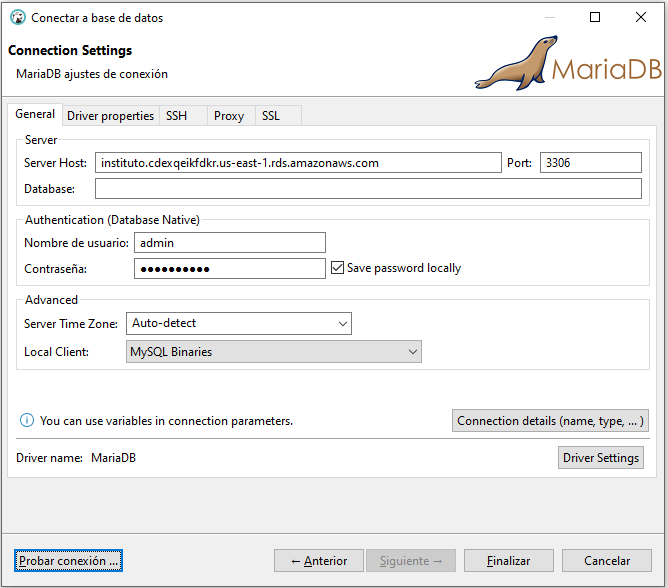 Conectar a base de datos
Connection Settings
MariaDB ajustes de conexión
MariaDB
General Driver properties SSH Proxy SSL
Server
Server Host: instituto.cdexqeikfdkr.us-east-1.rds.amazonaws.com Port: 3306
Database:
Authentication (Database Native)
Nombre de usuario: admin
Contraseña: ●●●●●●●●●● Save password locally
Advanced
Server Time Zone: Auto-detect
Local Client: MySQL Binaries
You can use variables in connection parameters. Connection details (name, type, ... )
Driver name: MariaDB Driver Settings
Probar conexión ... ← Anterior Siguiente → Finalizar Cancelar